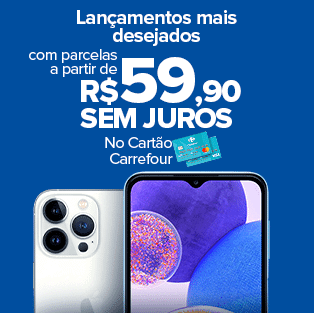 Lançamentos mais
desejados
com parcelas
a partir de
R$59,90
SEM JUROS
No Cartão
Carrefour